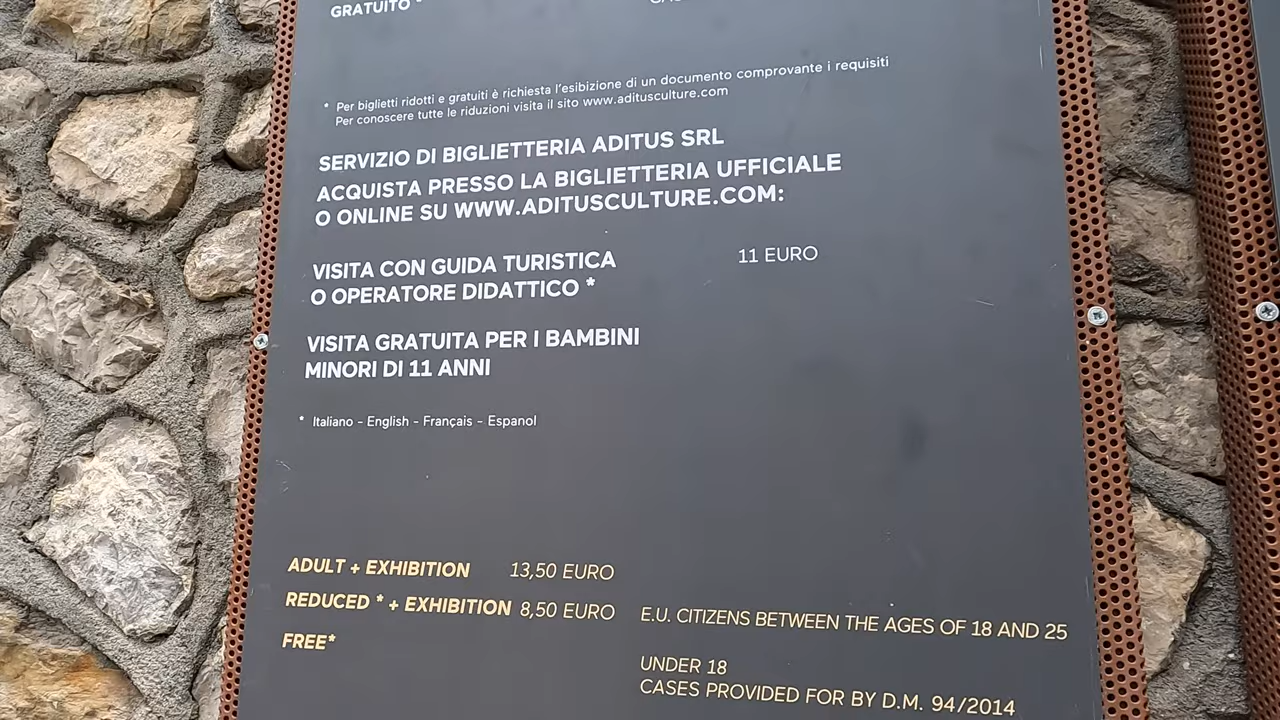 GRATUITO *
* Per biglietti ridotti e gratuiti è richiesta l'esibizione di un documento comprovante i requisiti
Per conoscere tutte le riduzioni visita il sito www.aditusculture.com
SERVIZIO DI BIGLIETTERIA ADITUS SRL
ACQUISTA PRESSO LA BIGLIETTERIA UFFICIALE
O ONLINE SU WWW.ADITUSCULTURE.COM:
VISITA CON GUIDA TURISTICA 11 EURO
O OPERATORE DIDATTICO *
VISITA GRATUITA PER I BAMBINI
MINORI DI 11 ANNI
* Italiano - English - Français - Espanol
ADULT + EXHIBITION 13,50 EURO
REDUCED * + EXHIBITION 8,50 EURO E.U. CITIZENS BETWEEN THE AGES OF 18 AND 25
FREE*
UNDER 18
CASES PROVIDED FOR BY D.M. 94/2014